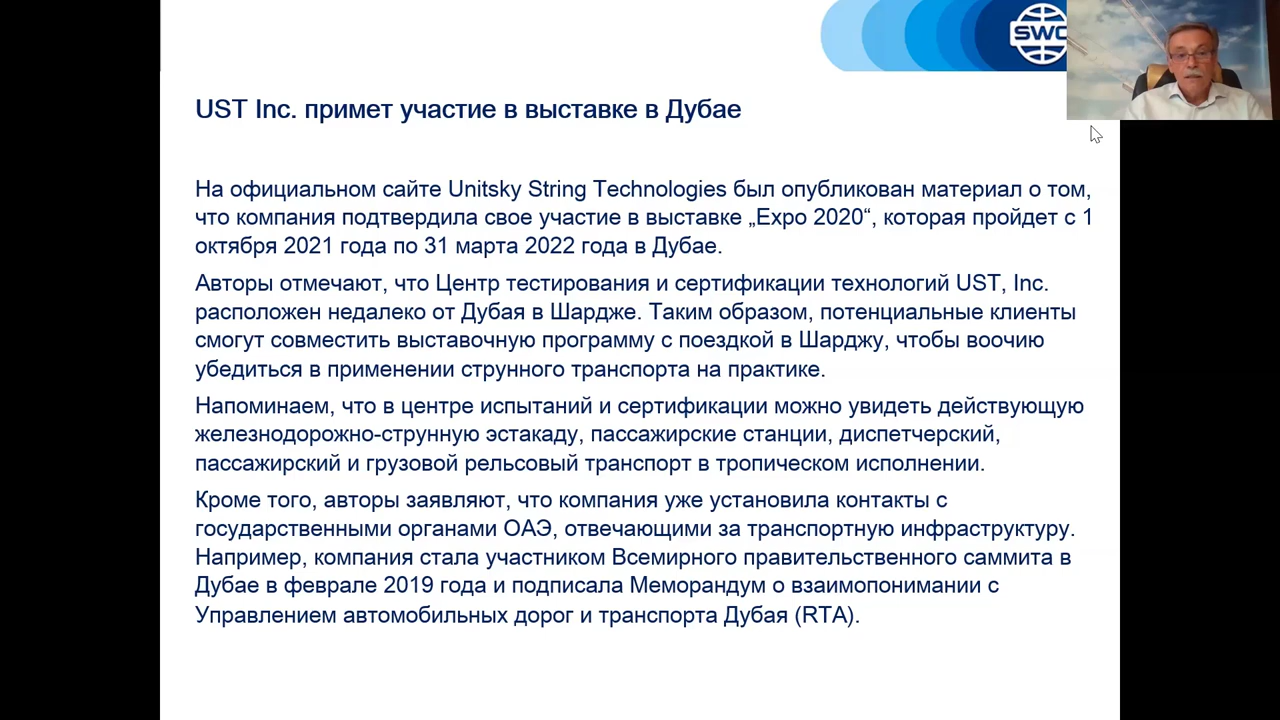 SWC
UST Inc. примет участие в выставке в Дубае
На официальном сайте Unitsky String Technologies был опубликован материал о том,
что компания подтвердила свое участие в выставке „Expo 2020“, которая пройдет с 1
октября 2021 года по 31 марта 2022 года в Дубае.
Авторы отмечают, что Центр тестирования и сертификации технологий UST, Inc.
расположен недалеко от Дубая в Шардже. Таким образом, потенциальные клиенты
смогут совместить выставочную программу с поездкой в Шарджу, чтобы воочию
убедиться в применении струнного транспорта на практике.
Напоминаем, что в центре испытаний и сертификации можно увидеть действующую
железнодорожно-струнную эстакаду, пассажирские станции, диспетчерский,
пассажирский и грузовой рельсовый транспорт в тропическом исполнении.
Кроме того, авторы заявляют, что компания уже установила контакты с
государственными органами ОАЭ, отвечающими за транспортную инфраструктуру.
Например, компания стала участником Всемирного правительственного саммита в
Дубае в феврале 2019 года и подписала Меморандум о взаимопонимании с
Управлением автомобильных дорог и транспорта Дубая (RTA).